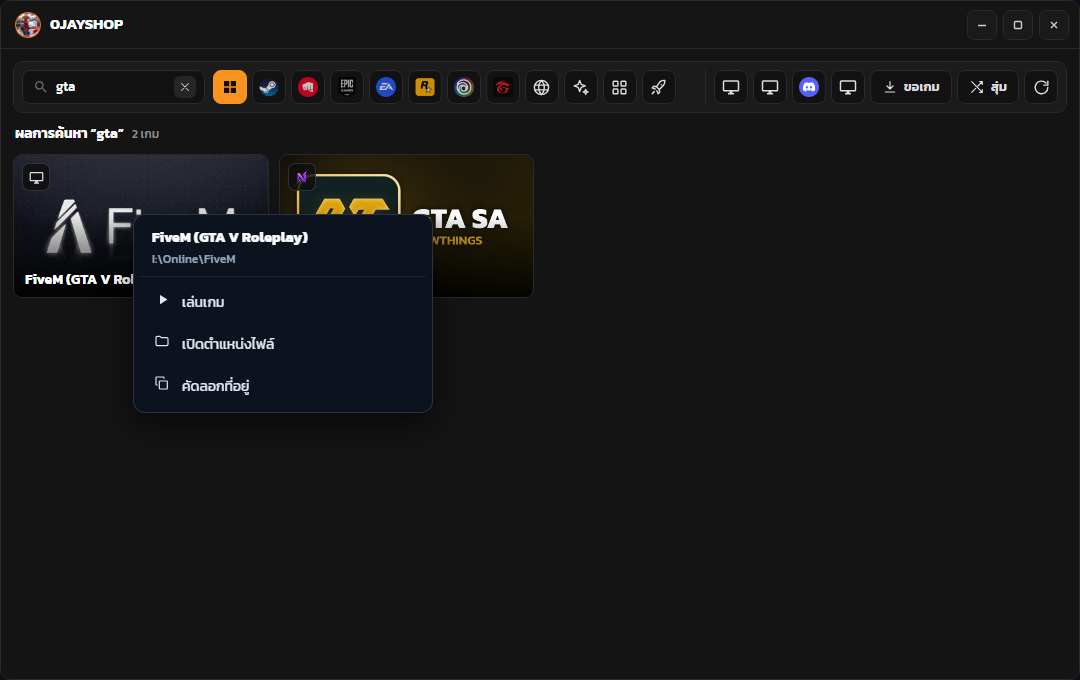 OJAYSHOP
gta
EPIC
GAMES
EA
ขอเกม
สุ่ม
ผลการค้นหา “gta” 2 เกม
GTA SA
FiveM (GTA V Rol
FiveM (GTA V Roleplay)
I:\Online\FiveM
เล่นเกม
เปิดตำแหน่งไฟล์
คัดลอกที่อยู่